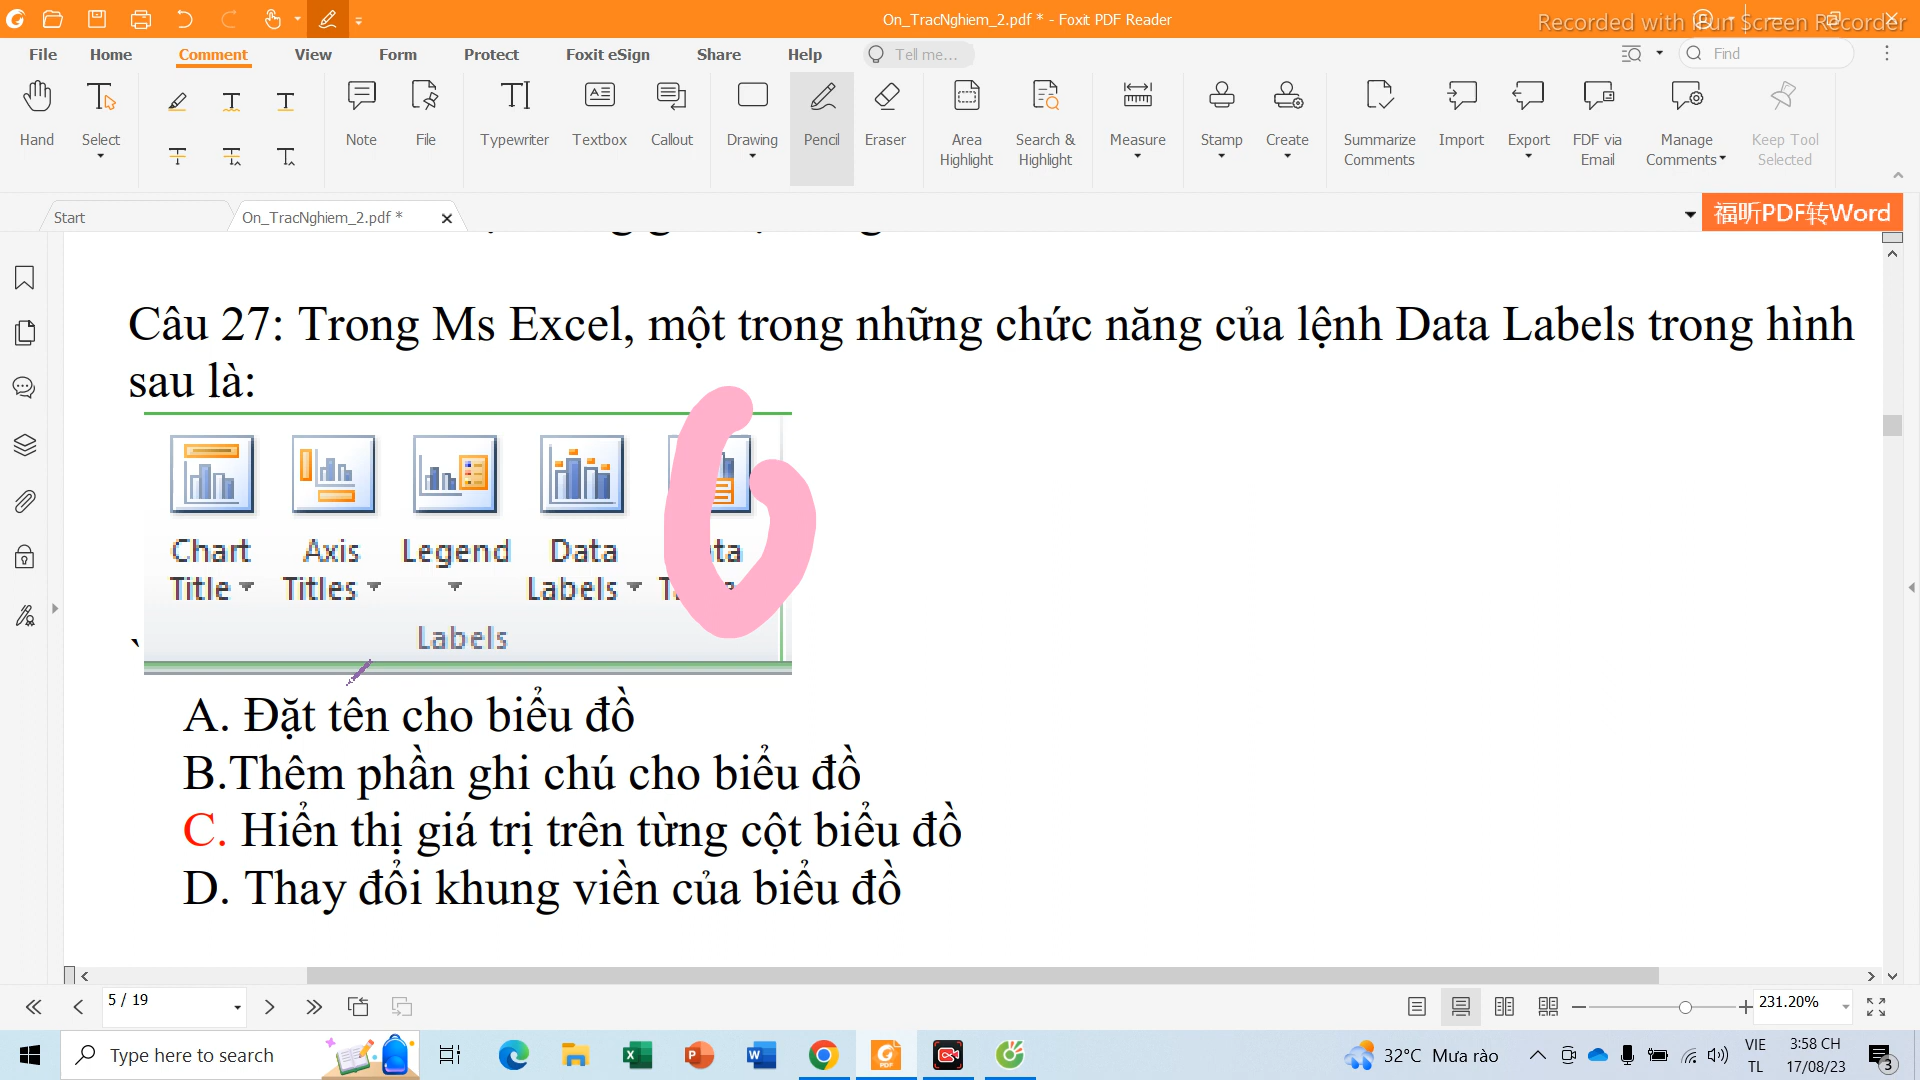 On_TracNghiem_2.pdf * - Foxit PDF Reader
Recorded with iFun Screen Recorder
File Home Comment View Form Protect Foxit eSign Share Help Tell me... Find
Hand Select Note File Typewriter Textbox Callout Drawing Pencil Eraser Area Highlight Search & Highlight Measure Stamp Create Summarize Comments Import Export FDF via Email Manage Comments Keep Tool Selected
Start On_TracNghiem_2.pdf * 福昕PDF转Word
Câu 27: Trong Ms Excel, một trong những chức năng của lệnh Data Labels trong hình
sau là:
Chart Title Axis Titles Legend Data Labels
Labels
A. Đặt tên cho biểu đồ
B.Thêm phần ghi chú cho biểu đồ
C. Hiển thị giá trị trên từng cột biểu đồ
D. Thay đổi khung viền của biểu đồ
5 / 19 231.20%
Type here to search 32°C Mưa rào VIE TL 3:58 CH 17/08/23 3